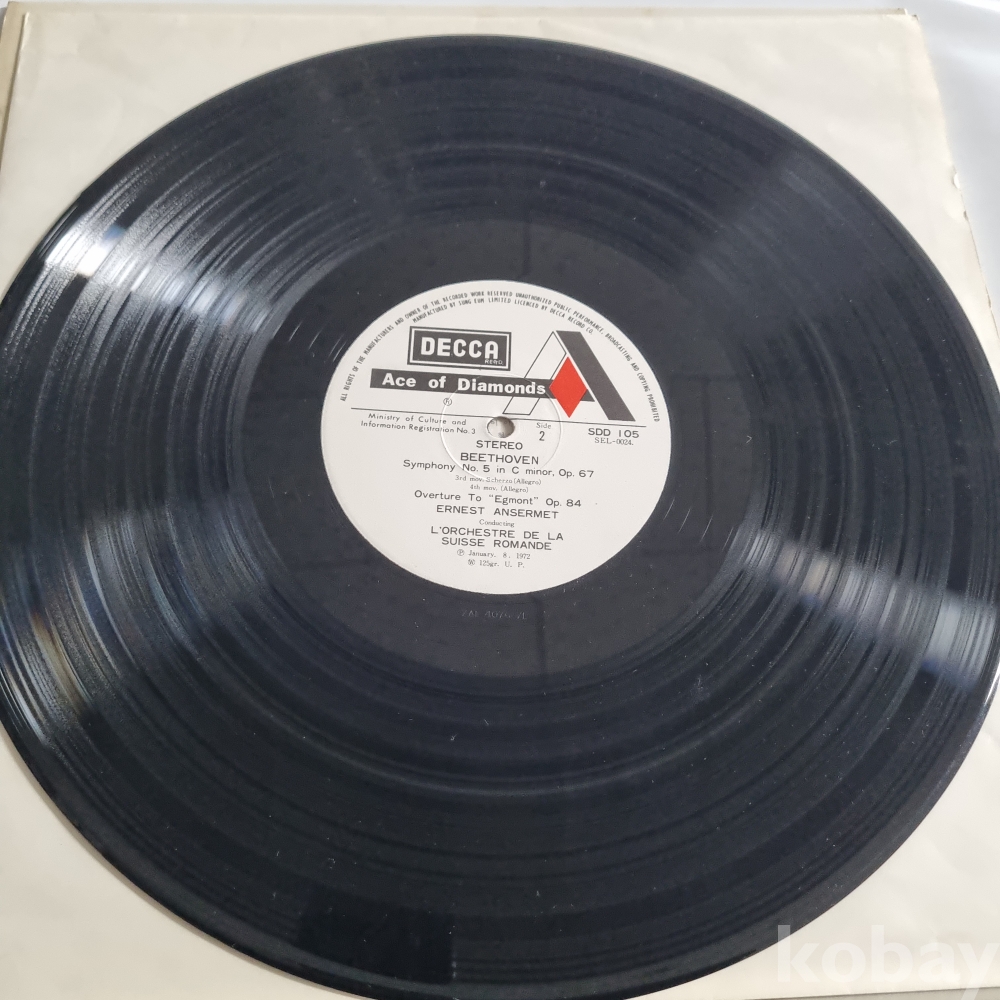 ALL RIGHTS OF THE MANUFACTURERS AND OWNER OF THE RECORDED WORK RESERVED UNAUTHORIZED PUBLIC PERFORMANCE, BROADCASTING AND COPYING PROHIBITED
MANUFACTURED BY SUNG EUM LIMITED LICENCED BY DECCA RECORD CO.
DECCA
RERD.
Ace of Diamonds
Ministry of Culture and
Information Registration No. 3
Side
2
SDD 105
SEL-0024.
STEREO
BEETHOVEN
Symphony No. 5 in C minor, Op. 67
3rd mov. Scherzo (Allegro)
4th mov. (Allegro)
Overture To "Egmont" Op. 84
ERNEST ANSERMET
Conducting
L'ORCHESTRE DE LA
SUISSE ROMANDE
Ⓟ January. 8. 1972
125gr. U. P.
kobay